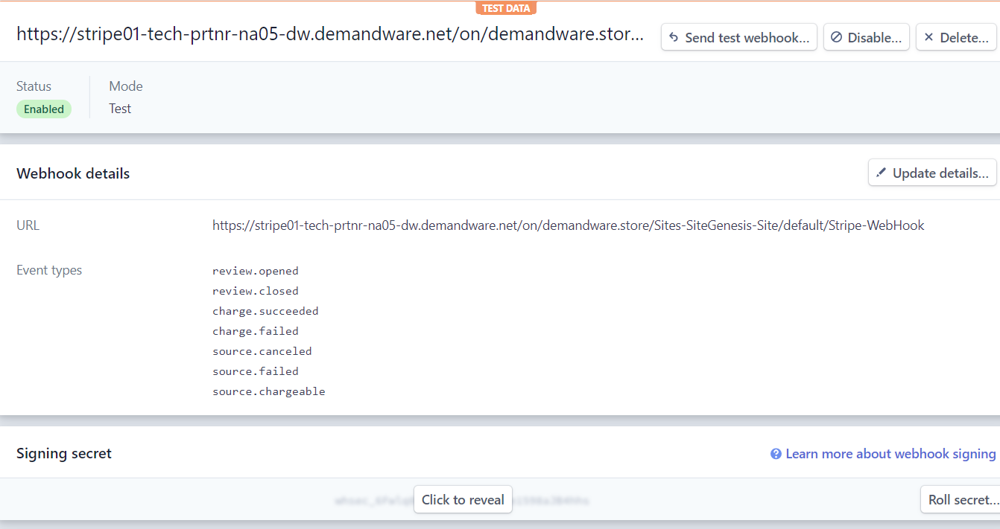 TEST DATA
https://stripe01-tech-prtnr-na05-dw.demandware.net/on/demandware.stor...
Send test webhook...
Disable...
Delete...
Status
Mode
Enabled
Test
Webhook details
Update details...
URL
https://stripe01-tech-prtnr-na05-dw.demandware.net/on/demandware.store/Sites-SiteGenesis-Site/default/Stripe-WebHook
Event types
review.opened
review.closed
charge.succeeded
charge.failed
source.canceled
source.failed
source.chargeable
Signing secret
Learn more about webhook signing
Click to reveal
Roll secret...